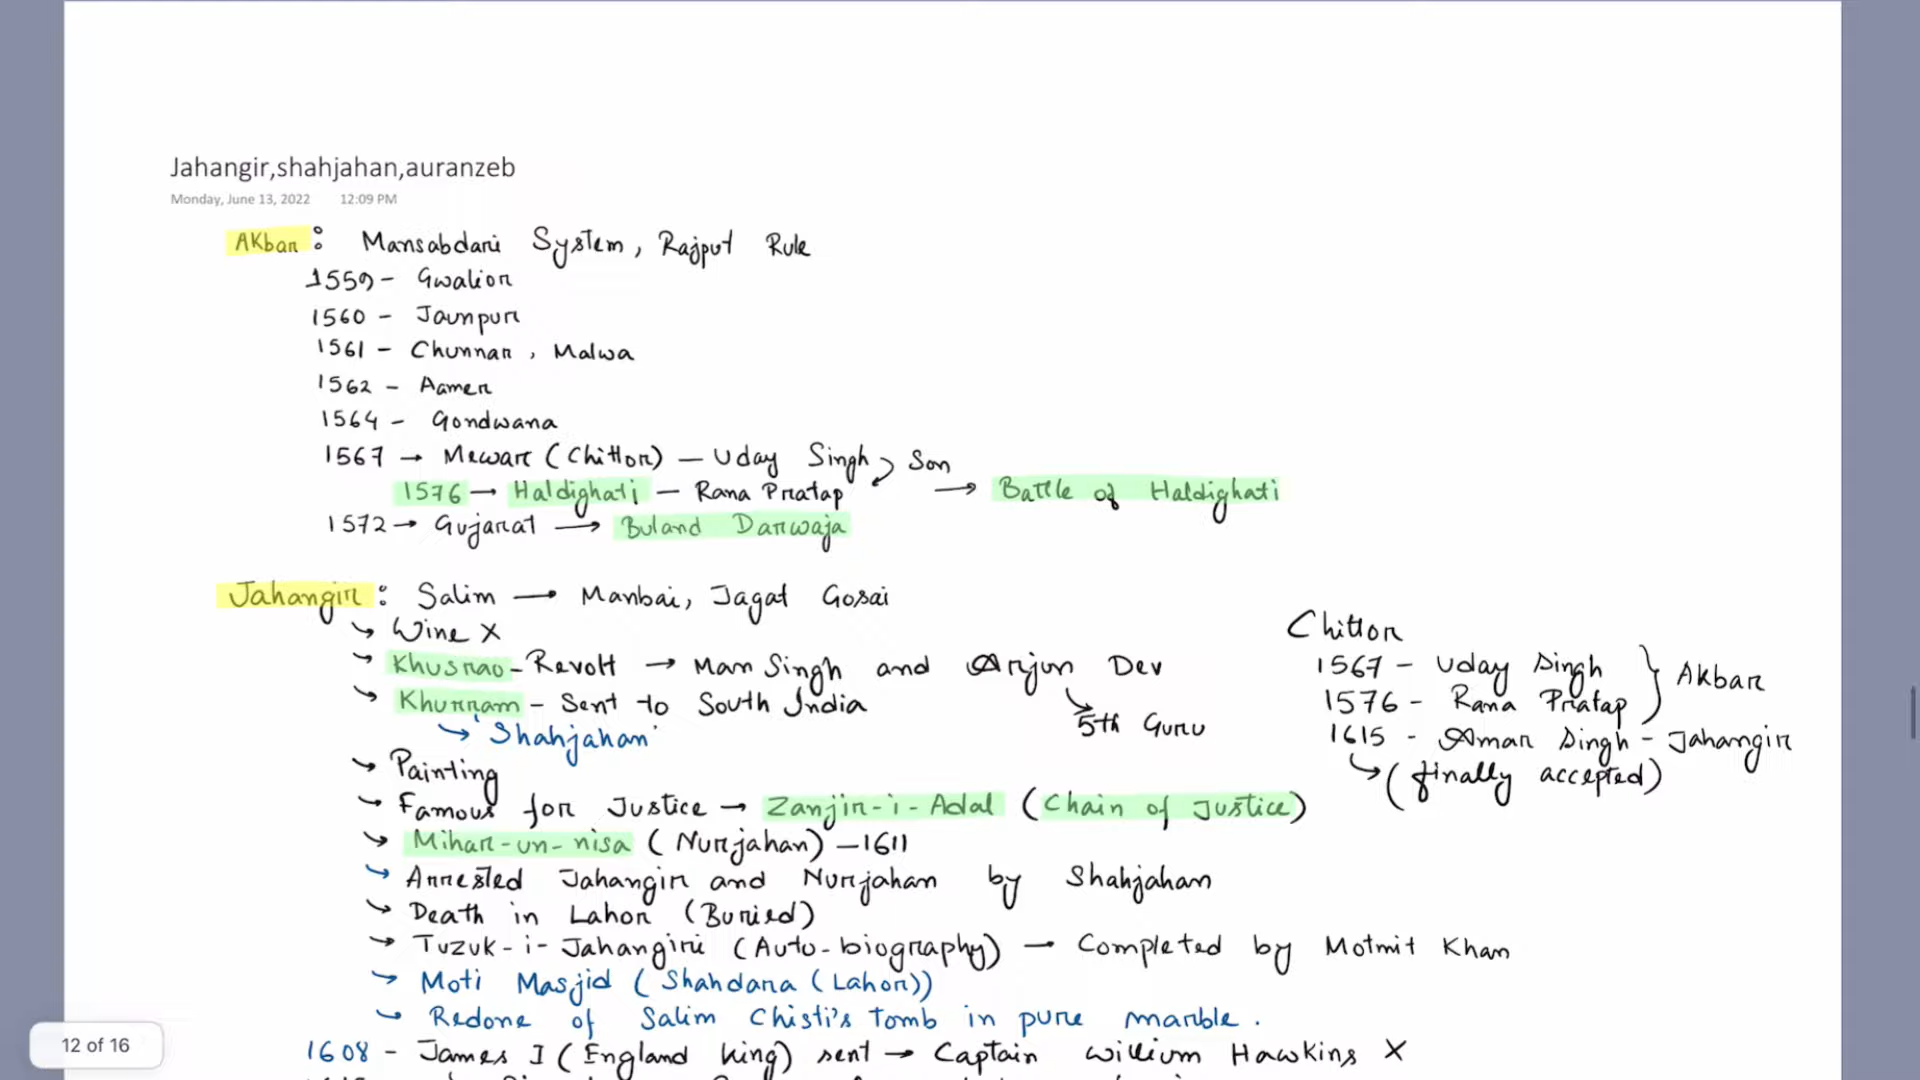 Jahangir,shahjahan,auranzeb
Monday, June 13, 2022 12:09 PM
Akbar : Mansabdari System, Rajput Rule
1559 - Gwalior
1560 - Jaunpur
1561 - Chunnar, Malwa
1562 - Aamer
1564 - Gondwana
1567 → Mewar (Chittor) — Uday Singh Son
1576 → Haldighati — Rana Pratap → Battle of Haldighati
1572 → Gujarat → Buland Darwaja
Jahangir : Salim → Manbai, Jagat Gosai
↳ Wine X
↳ Khusrao - Revolt → Man Singh and Arjun Dev
↳ Khurram - Sent to South India
↳ 5th Guru
↳ 'Shahjahan'
↳ Painting
↳ Famous for Justice → Zanjir-i-Adal (Chain of Justice)
↳ Mihar-un-nisa (Nurjahan) – 1611
↳ Arrested Jahangir and Nurjahan by Shahjahan
↳ Death in Lahor (Buried)
↳ Tuzuk-i-Jahangiri (Auto-biography) — Completed by Motmit Khan
↳ Moti Masjid (Shahdara (Lahor))
↳ Redone of Salim Chisti's Tomb in pure marble.
1608 - James I (England king) sent → Captain William Hawkins X
Chittor
1567 - Uday Singh } Akbar
1576 - Rana Pratap
1615 - Amar Singh - Jahangir
↳ (finally accepted)
12 of 16